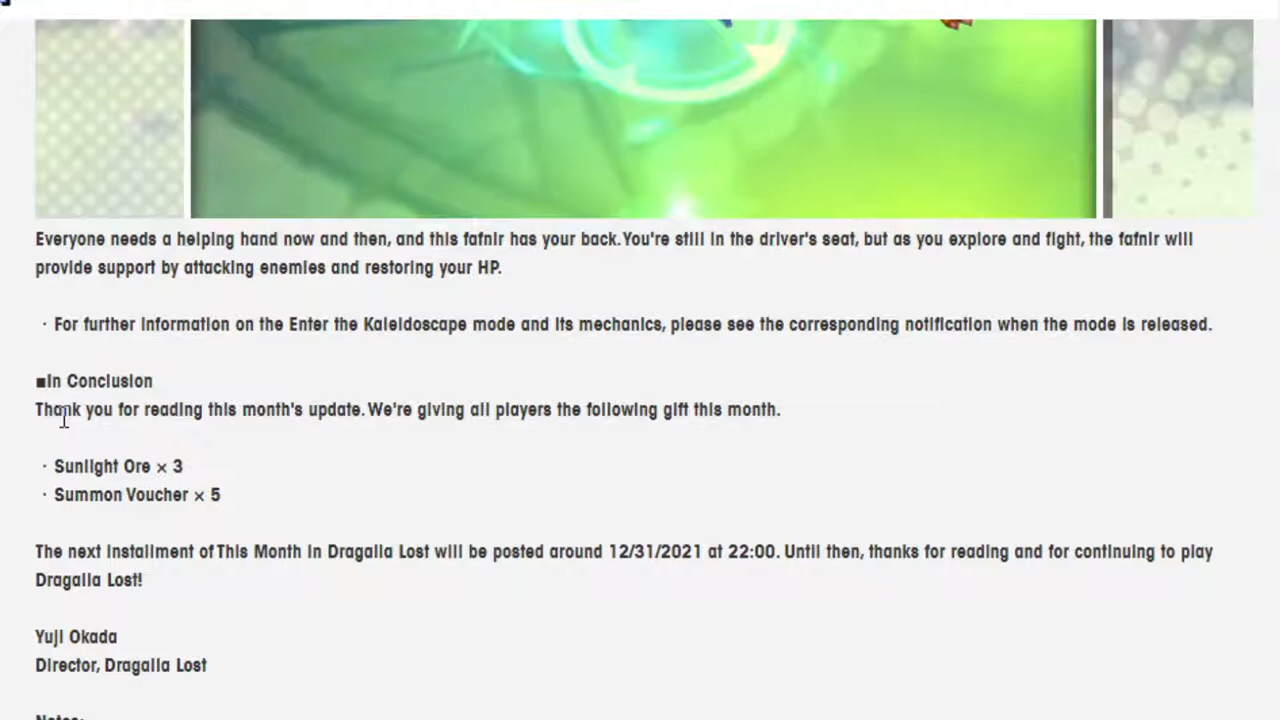 Everyone needs a helping hand now and then, and this fafnir has your back. You're still in the driver's seat, but as you explore and fight, the fafnir will
provide support by attacking enemies and restoring your HP.
・For further information on the Enter the Kaleidoscape mode and its mechanics, please see the corresponding notification when the mode is released.
■In Conclusion
Thank you for reading this month's update. We're giving all players the following gift this month.
・Sunlight Ore × 3
・Summon Voucher × 5
The next installment of This Month in Dragalia Lost will be posted around 12/31/2021 at 22:00. Until then, thanks for reading and for continuing to play
Dragalia Lost!
Yuji Okada
Director, Dragalia Lost
Notes: